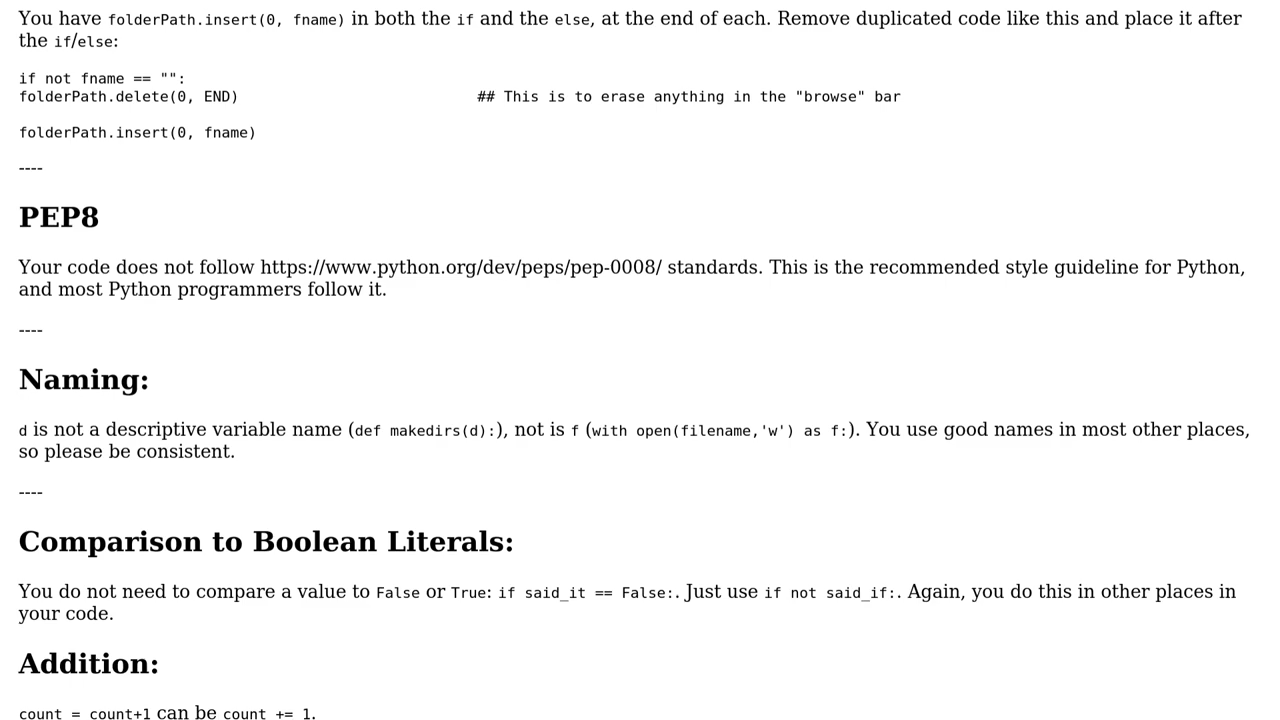 You have folderPath.insert(0, fname) in both the if and the else, at the end of each. Remove duplicated code like this and place it after
the if/else:
if not fname == "":
folderPath.delete(0, END)                           ## This is to erase anything in the "browse" bar
folderPath.insert(0, fname)
----
PEP8
Your code does not follow https://www.python.org/dev/peps/pep-0008/ standards. This is the recommended style guideline for Python,
and most Python programmers follow it.
----
Naming:
d is not a descriptive variable name (def makedirs(d):), not is f (with open(filename,'w') as f:). You use good names in most other places,
so please be consistent.
----
Comparison to Boolean Literals:
You do not need to compare a value to False or True: if said_it == False:. Just use if not said_if:. Again, you do this in other places in
your code.
Addition:
count = count+1 can be count += 1.